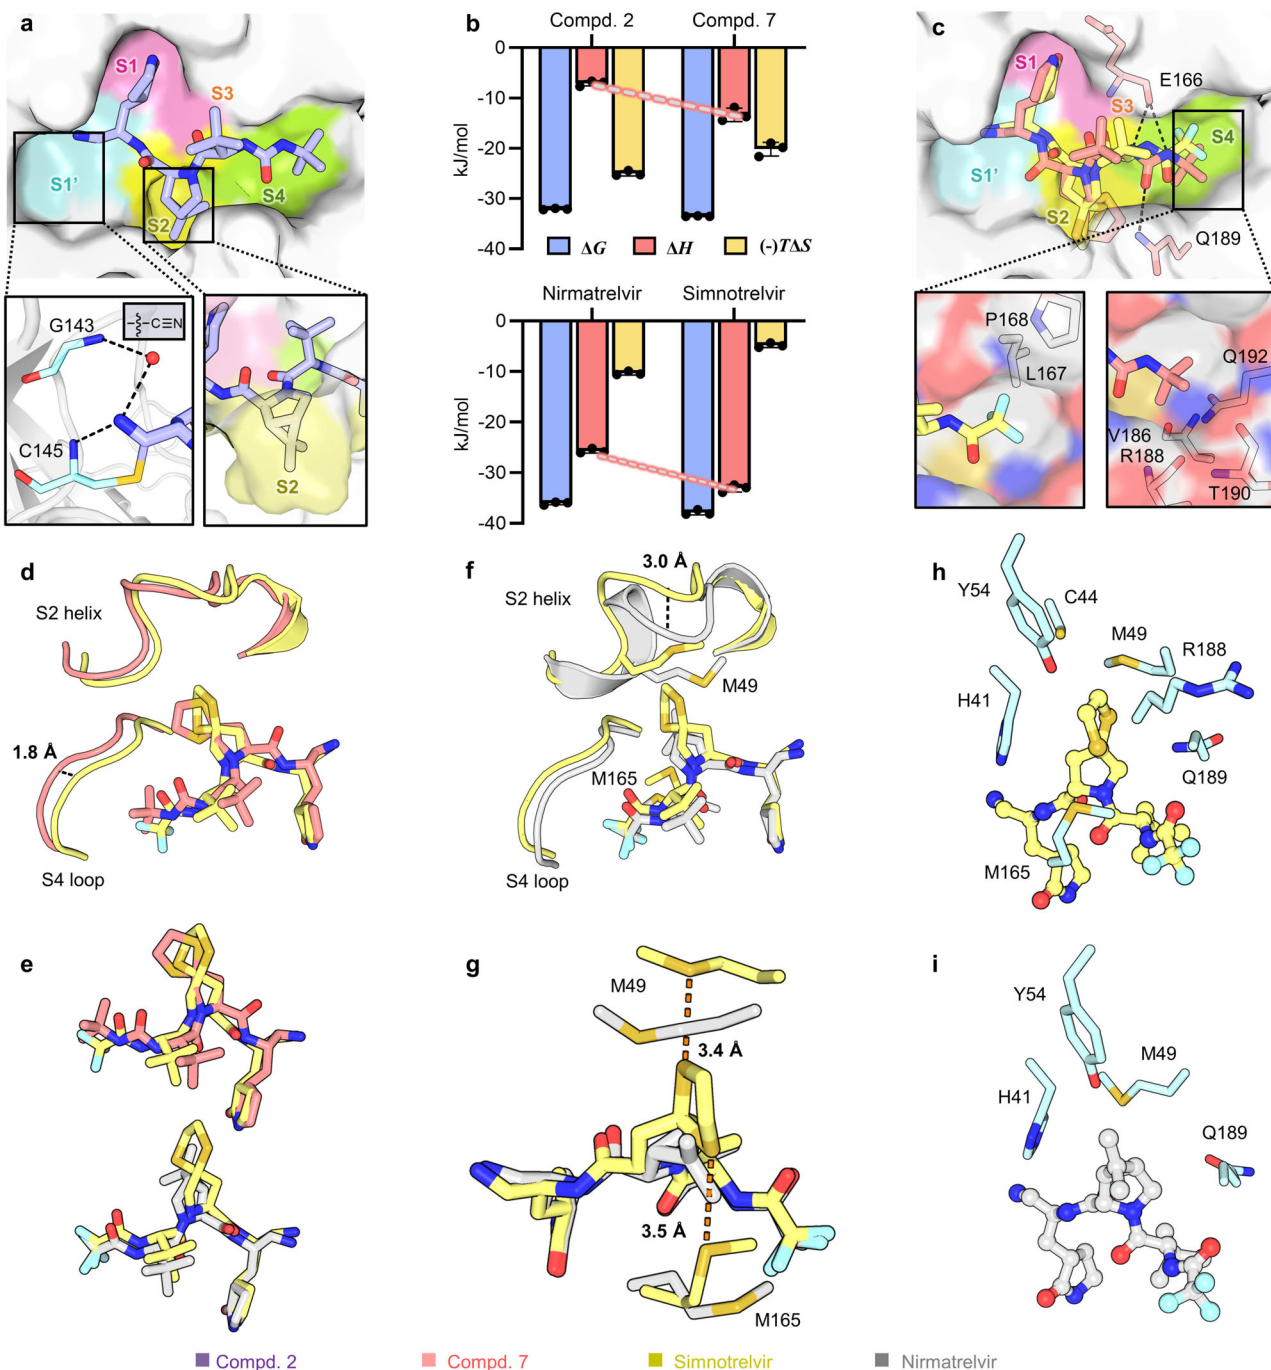 a
S1
S3
S1’
S2
S4
G143
C≡N
C145
S2
b
Compd. 2
Compd. 7
0
-10
-20
-30
-40
kJ/mol
ΔG
ΔH
(-)TΔS
Nirmatrelvir
Simnotrelvir
0
-10
-20
-30
-40
kJ/mol
c
S1
E166
S3
S4
S1’
S2
Q189
P168
L167
Q192
V186
R188
T190
d
S2 helix
1.8 Å
S4 loop
e
f
3.0 Å
S2 helix
M49
M165
S4 loop
g
M49
3.4 Å
3.5 Å
M165
h
Y54
C44
M49
R188
H41
Q189
M165
i
Y54
M49
H41
Q189
Compd. 2
Compd. 7
Simnotrelvir
Nirmatrelvir